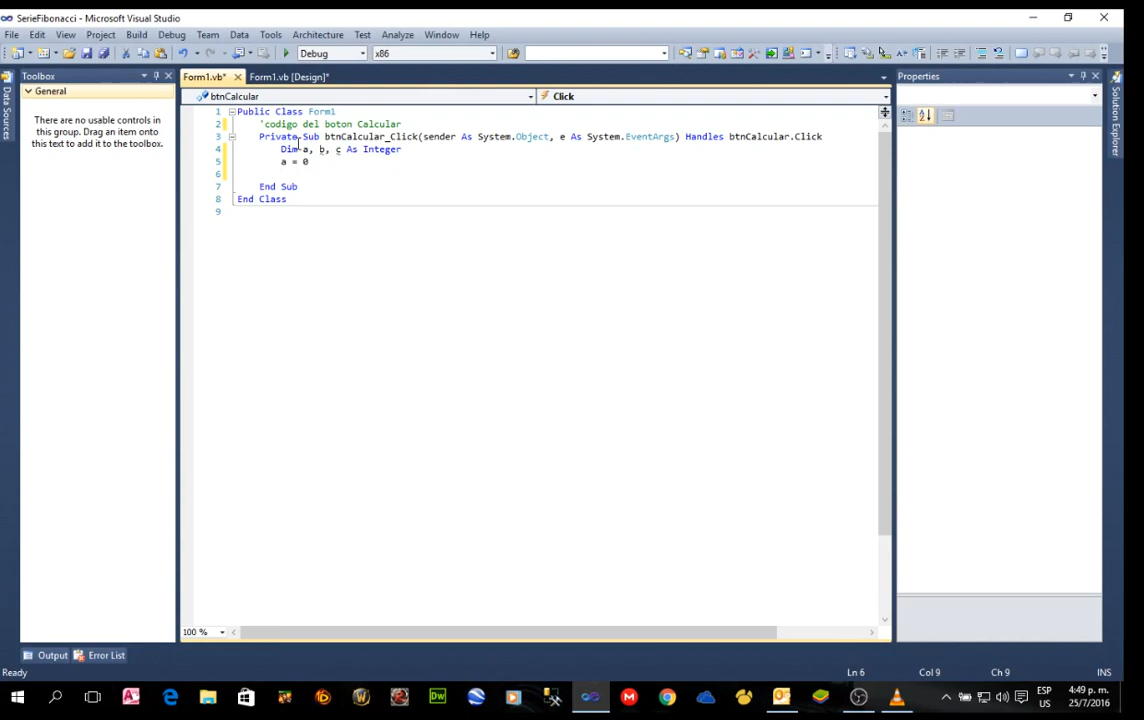 SerieFibonacci - Microsoft Visual Studio
File Edit View Project Build Debug Team Data Tools Architecture Test Analyze Window Help
Debug x86
Toolbox
General
There are no usable controls in
this group. Drag an item onto
this text to add it to the toolbox.
Data Sources
Form1.vb* Form1.vb [Design]*
btnCalcular Click
1 Public Class Form1
2 'codigo del boton Calcular
3 Private Sub btnCalcular_Click(sender As System.Object, e As System.EventArgs) Handles btnCalcular.Click
4 Dim a, b, c As Integer
5 a = 0
6
7 End Sub
8 End Class
9
100 %
Properties
Solution Explorer
Output Error List
Ready Ln 6 Col 9 Ch 9 INS
ESP 4:49 p. m.
US 25/7/2016